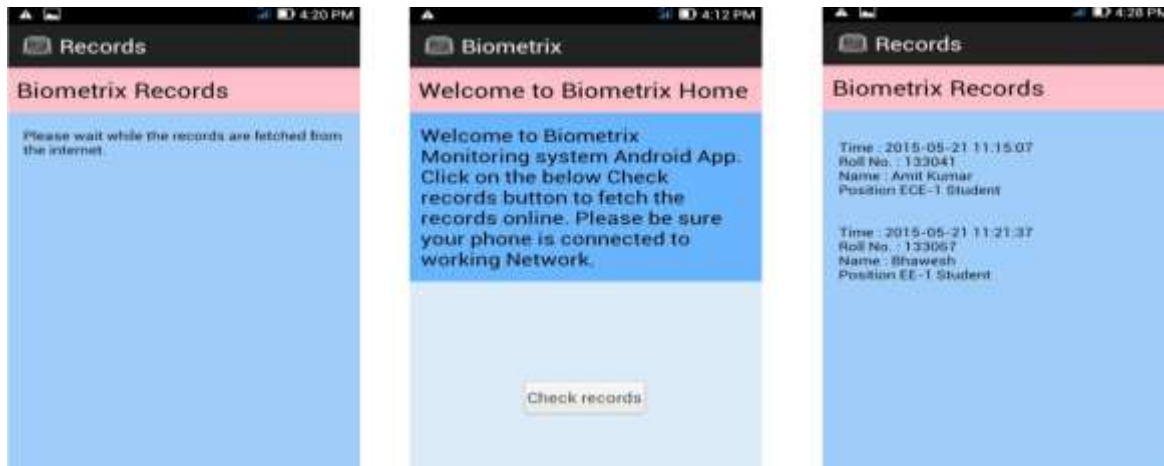 4:20 PM
Records
Biometrix Records
Please wait while the records are fetched from
the internet.
4:12 PM
Biometrix
Welcome to Biometrix Home
Welcome to Biometrix
Monitoring system Android App.
Click on the below Check
records button to fetch the
records online. Please be sure
your phone is connected to
working Network.
Check records
4:28 PM
Records
Biometrix Records
Time : 2015-05-21 11:15:07
Roll No. : 133041
Name : Amit Kumar
Position ECE-1 Student
Time : 2015-05-21 11:21:37
Roll No. : 133067
Name : Bhawesh
Position EE-1 Student